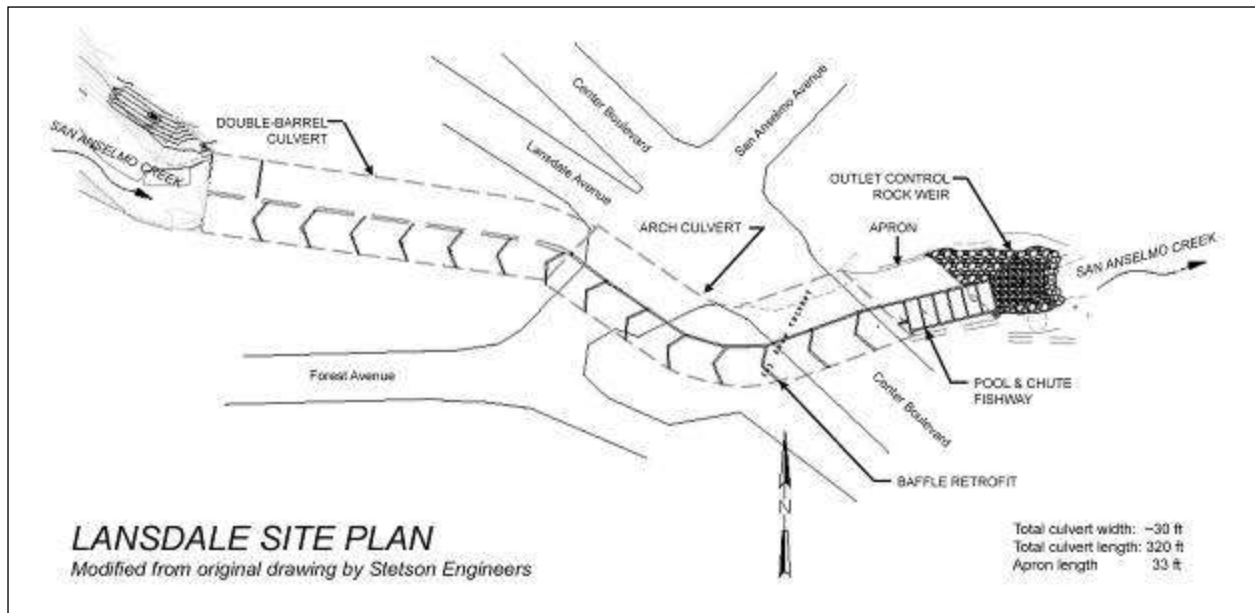 DOUBLE-BARREL
CULVERT
SAN ANSELMO CREEK
Center Boulevard
San Anselmo Avenue
Lansdale Avenue
ARCH CULVERT
OUTLET CONTROL
ROCK WEIR
APRON
SAN ANSELMO CREEK
Forest Avenue
POOL & CHUTE
FISHWAY
Center Boulevard
BAFFLE RETROFIT
N
LANSDALE SITE PLAN
Modified from original drawing by Stetson Engineers
Total culvert width: ~30 ft
Total culvert length: 320 ft
Apron length 33 ft